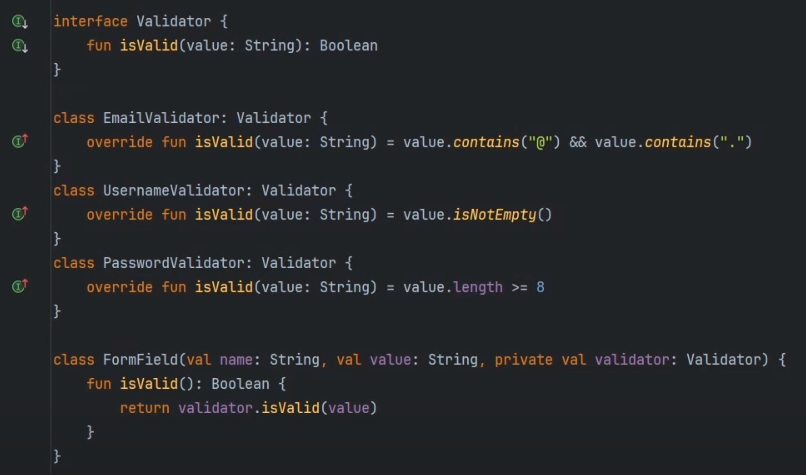 interface Validator {
    fun isValid(value: String): Boolean
}

class EmailValidator: Validator {
    override fun isValid(value: String) = value.contains("@") && value.contains(".")
}
class UsernameValidator: Validator {
    override fun isValid(value: String) = value.isNotEmpty()
}
class PasswordValidator: Validator {
    override fun isValid(value: String) = value.length >= 8
}

class FormField(val name: String, val value: String, private val validator: Validator) {
    fun isValid(): Boolean {
        return validator.isValid(value)
    }
}